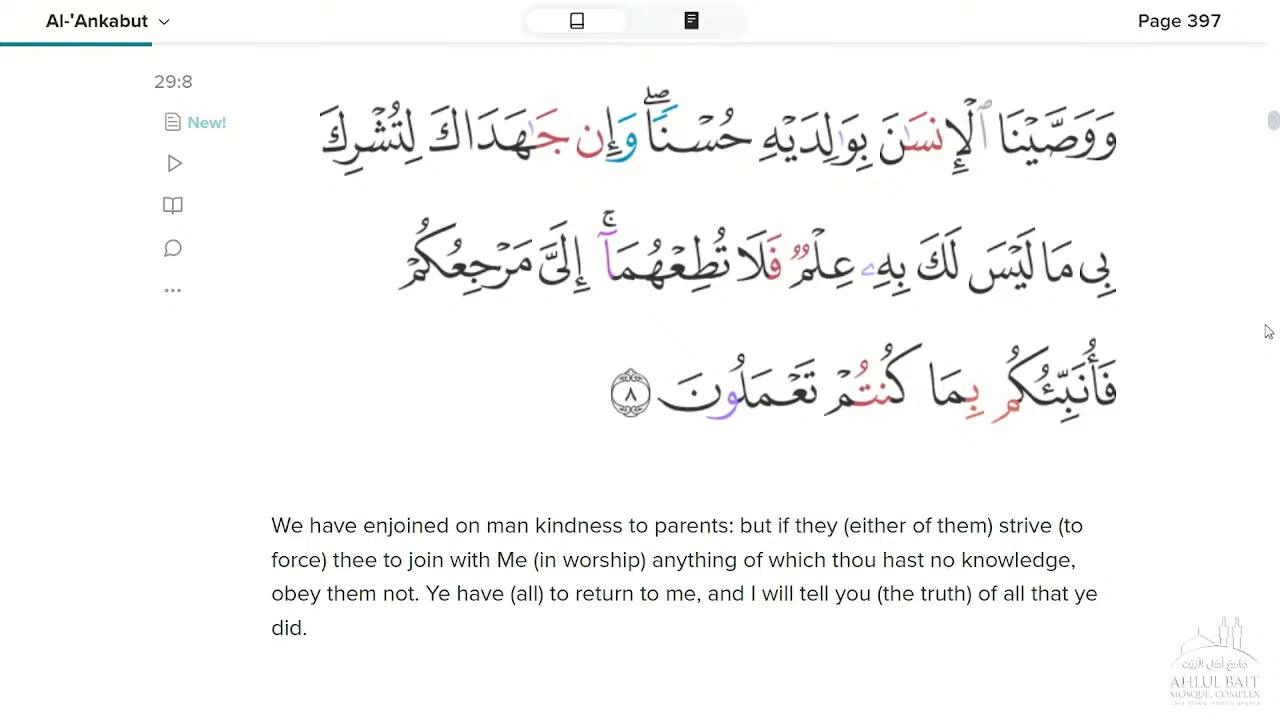 Al-'Ankabut
Page 397
29:8
New!
وَوَصَّيْنَا ٱلْإِنسَـٰنَ بِوَٰلِدَيْهِ حُسْنًۭا ۖ وَإِن جَـٰهَدَاكَ لِتُشْرِكَ
بِى مَا لَيْسَ لَكَ بِهِۦ عِلْمٌۭ فَلَا تُطِعْهُمَآ ۚ إِلَىَّ مَرْجِعُكُمْ
فَأُنَبِّئُكُم بِمَا كُنتُمْ تَعْمَلُونَ ٨
We have enjoined on man kindness to parents: but if they (either of them) strive (to
force) thee to join with Me (in worship) anything of which thou hast no knowledge,
obey them not. Ye have (all) to return to me, and I will tell you (the truth) of all that ye
did.
جامع أهل البيت
AHLUL BAIT
MOSQUE COMPLEX